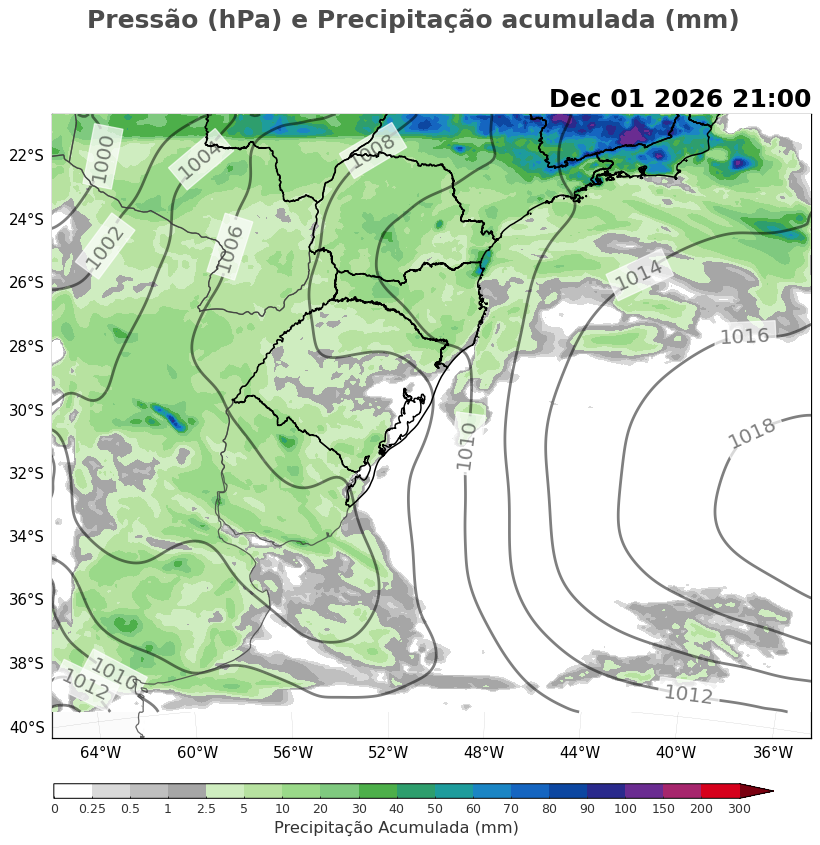 Pressão (hPa) e Precipitação acumulada (mm)
Dec 01 2026 21:00
1000
1004
1008
22°S
1002
1006
24°S
1014
26°S
1016
28°S
1018
30°S
1010
32°S
34°S
36°S
38°S
1010
1012
1012
40°S
64°W 60°W 56°W 52°W 48°W 44°W 40°W 36°W
0 0.25 0.5 1 2.5 5 10 20 30 40 50 60 70 80 90 100 150 200 300
Precipitação Acumulada (mm)